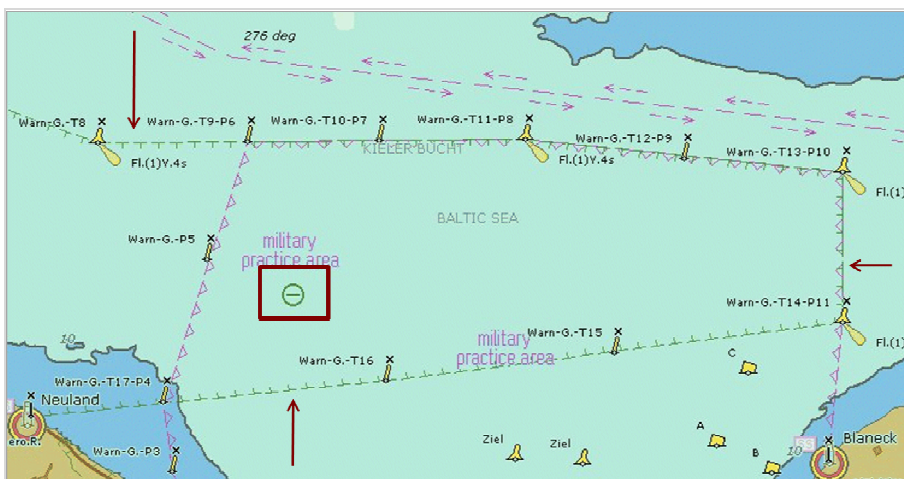 276 deg
Warn-G.-T8
Warn-G.-T9-P6
Warn-G.-T10-P7
Warn-G.-T11-P8
Warn-G.-T12-P9
Warn-G.-T13-P10
KIELER BUCHT
Fl.(1)Y.4s
Fl.(1)Y.4s
Fl.(1)
BALTIC SEA
Warn-G.-P5
military
practice area
Warn-G.-T14-P11
Warn-G.-T15
military
practice area
Fl.(1)
10
Warn-G.-T16
C
Warn-G.-T17-P4
Neuland
A
ero.R.
Ziel
Ziel
Blaneck
Warn-G.-P3
B
10